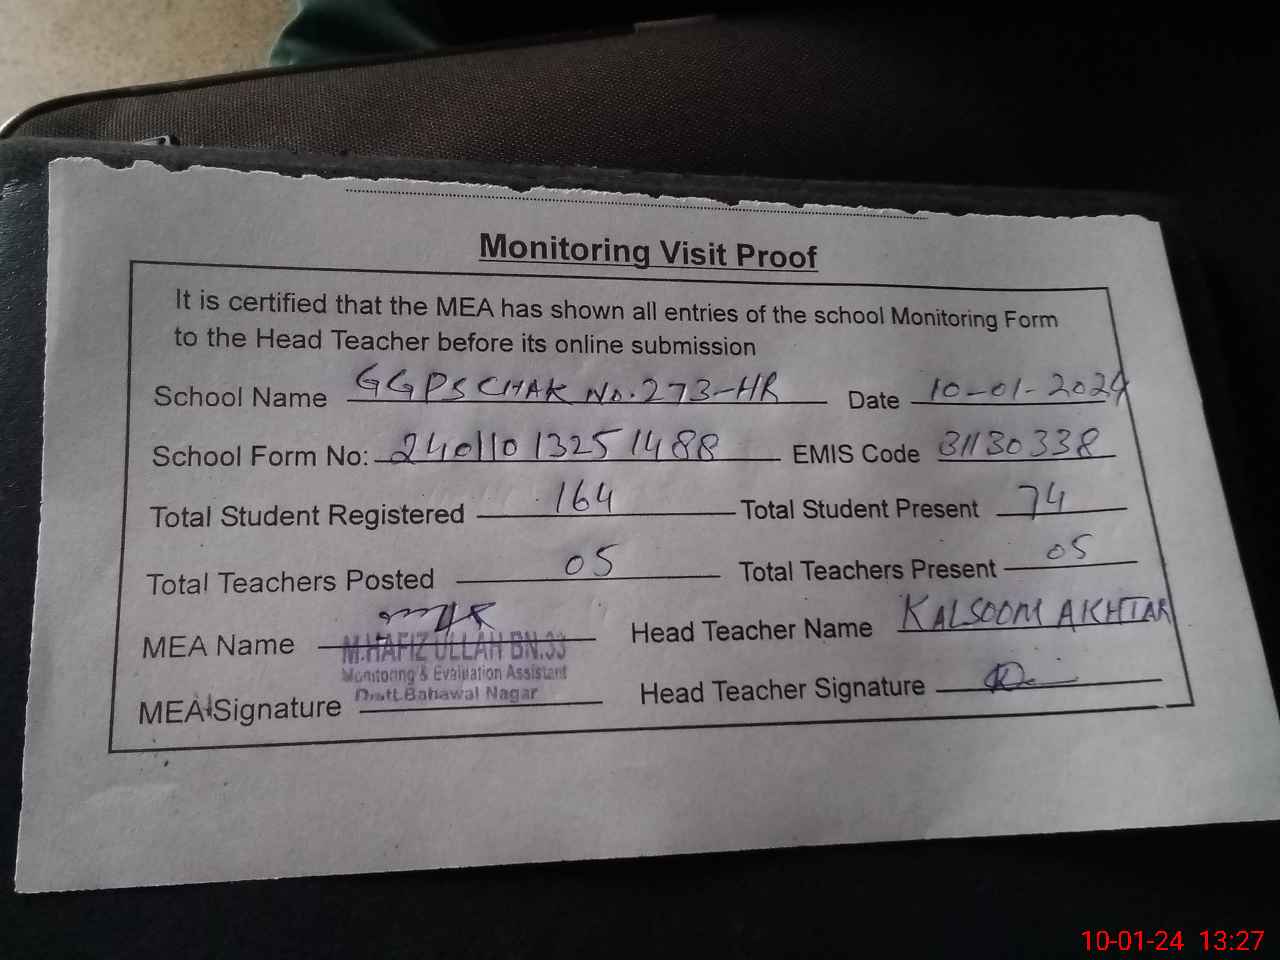 Monitoring Visit Proof
It is certified that the MEA has shown all entries of the school Monitoring Form
to the Head Teacher before its online submission
School Name GGPS CHAK No. 273-HR Date 10-01-2024
School Form No: 24011013251488 EMIS Code 31130338
Total Student Registered 164 Total Student Present 74
Total Teachers Posted 05 Total Teachers Present 05
MEA Name M.HAFIZ ULLAH BN.33 Head Teacher Name KALSOOM AKHTAR
Monitoring & Evaluation Assistant
Distt.Bahawal Nagar
MEA Signature Head Teacher Signature
10-01-24 13:27